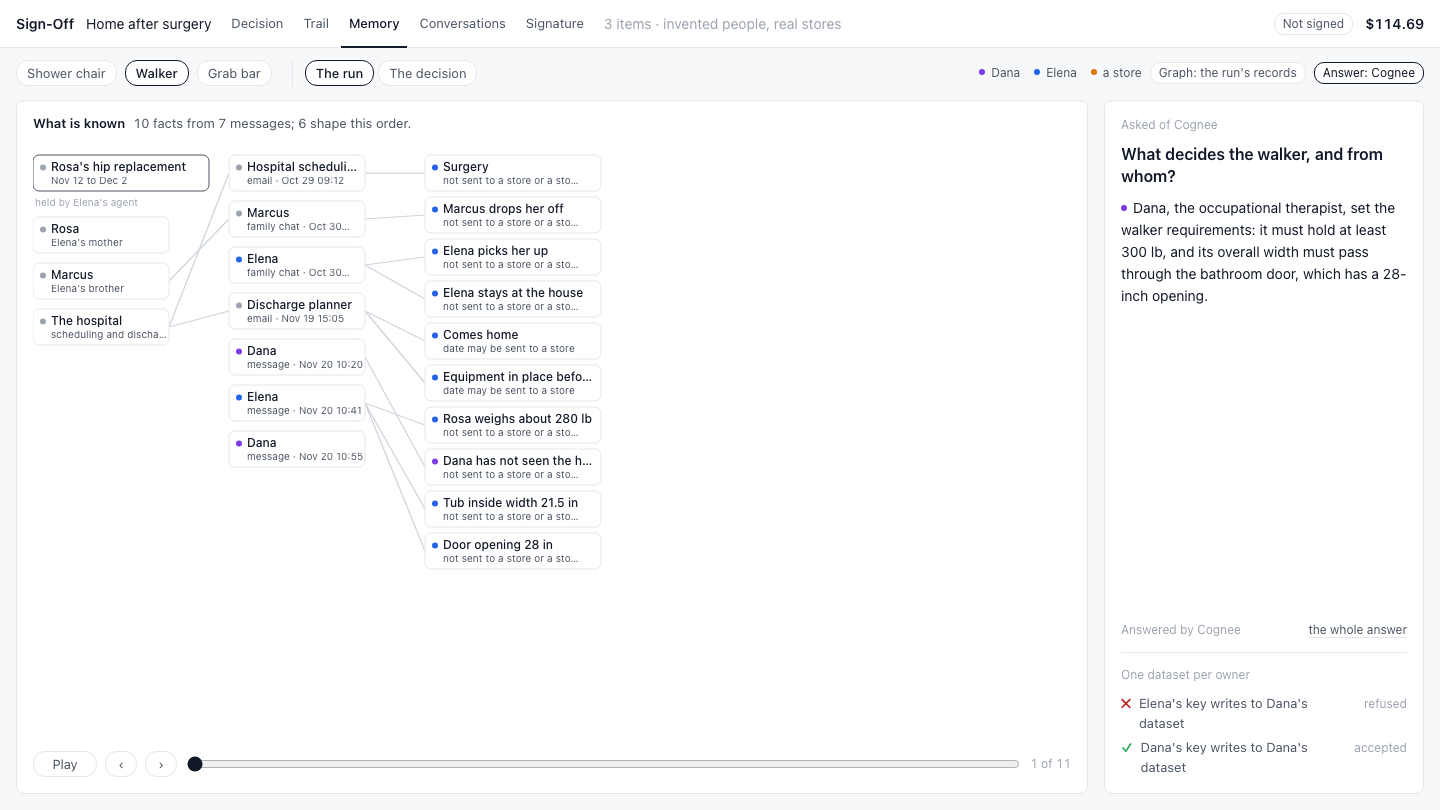 Sign-Off Home after surgery Decision Trail Memory Conversations Signature 3 items · invented people, real stores Not signed $114.69
Shower chair Walker Grab bar The run The decision Dana Elena a store Graph: the run's records Answer: Cognee
What is known 10 facts from 7 messages; 6 shape this order.
Rosa's hip replacement
Nov 12 to Dec 2
held by Elena's agent
Rosa
Elena's mother
Marcus
Elena's brother
The hospital
scheduling and discha...
Hospital scheduli...
email · Oct 29 09:12
Marcus
family chat · Oct 30...
Elena
family chat · Oct 30...
Discharge planner
email · Nov 19 15:05
Dana
message · Nov 20 10:20
Elena
message · Nov 20 10:41
Dana
message · Nov 20 10:55
Surgery
not sent to a store or a sto...
Marcus drops her off
not sent to a store or a sto...
Elena picks her up
not sent to a store or a sto...
Elena stays at the house
not sent to a store or a sto...
Comes home
date may be sent to a store
Equipment in place befo...
date may be sent to a store
Rosa weighs about 280 lb
not sent to a store or a sto...
Dana has not seen the h...
not sent to a store or a sto...
Tub inside width 21.5 in
not sent to a store or a sto...
Door opening 28 in
not sent to a store or a sto...
Play ‹ › 1 of 11
Asked of Cognee
What decides the walker, and from
whom?
Dana, the occupational therapist, set the
walker requirements: it must hold at least
300 lb, and its overall width must pass
through the bathroom door, which has a 28-
inch opening.
Answered by Cognee the whole answer
One dataset per owner
Elena's key writes to Dana's refused
dataset
Dana's key writes to Dana's accepted
dataset